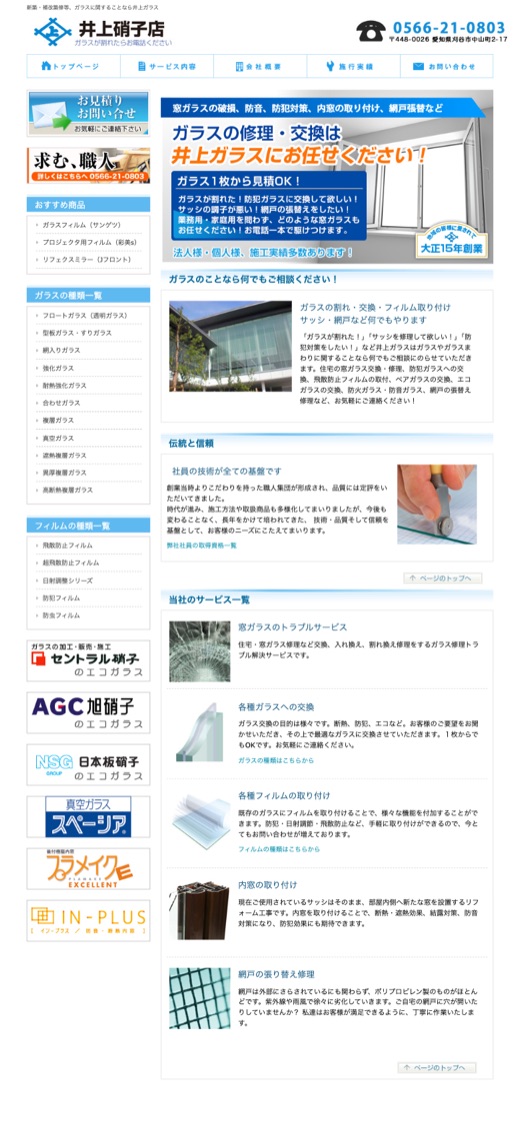 新築・補修製修等、ガラスに関することなら井上ガラス
井上硝子店
ガラスが割れたらお電話ください
0566-21-0803
〒448-0026 愛知県刈谷市中山町2-17
トップページ
サービス内容
会社概要
施行実績
お問い合わせ
お見積り
お問い合せ
お気軽にご連絡下さい
求む、職人
詳しくはこちらへ 0566-21-0803
おすすめ商品
ガラスフィルム（サンゲツ）
プロジェクタ用フィルム（彩美s）
リフェクスミラー（Jフロント）
ガラスの種類一覧
フロートガラス（透明ガラス）
型板ガラス・すりガラス
網入りガラス
強化ガラス
耐熱強化ガラス
合わせガラス
複層ガラス
真空ガラス
遮熱複層ガラス
異厚複層ガラス
高断熱複層ガラス
フィルムの種類一覧
飛散防止フィルム
超飛散防止フィルム
日射調整シリーズ
防犯フィルム
防虫フィルム
ガラスの加工・販売・施工
セントラル硝子
のエコガラス
AGC 旭硝子
のエコガラス
NSG GROUP 日本板硝子
のエコガラス
真空ガラス
スペーシア
後付樹脂内窓
プラメイクE
PLAMAKE EXCELLENT
IN-PLUS
[ イン・プラス / 防音・断熱内窓 ]
窓ガラスの破損、防音、防犯対策、内窓の取り付け、網戸張替など
ガラスの修理・交換は
井上ガラスにお任せください！
ガラス1枚から見積OK！
ガラスが割れた！防犯ガラスに交換して欲しい！
サッシの調子が悪い！網戸の張替えをしたい！
業務用・家庭用を問わず、どのような窓ガラスも
お任せください！お電話一本で駆けつけます。
法人様・個人様、施工実績多数あります！
地域の皆様に愛されて
大正15年創業
ガラスのことなら何でもご相談ください！
ガラスの割れ・交換・フィルム取り付け
サッシ・網戸など何でもやります
「ガラスが割れた！」「サッシを修理して欲しい！」「防
犯対策をしたい！」など井上ガラスはガラスやガラスま
わりに関することなら何でもご相談にのらせていただき
ます。住宅の窓ガラス交換・修理、防犯ガラスへの交
換、飛散防止フィルムの取付、ペアガラスの交換、エコ
ガラスの交換、防火ガラス・防音ガラス、網戸の張替え
修理など、お気軽にご連絡ください！
伝統と信頼
社員の技術が全ての基盤です
創業当時よりこだわりを持った職人集団が形成され、品質には定評をい
ただいてきました。
時代が進み、施工方法や取扱商品も多様化してまいりましたが、今後も
変わることなく、長年をかけて培われてきた、技術・品質そして信頼を
基盤として、お客様のニーズにこたえてまいります。
弊社社員の取得資格一覧
ページのトップへ
当社のサービス一覧
窓ガラスのトラブルサービス
住宅・窓ガラス修理など交換、入れ換え、割れ換え修理をするガラス修理トラ
ブル解決サービスです。
各種ガラスへの交換
ガラス交換の目的は様々です。断熱、防犯、エコなど。お客様のご要望をお聞
かせいただき、その上で最適なガラスに交換させていただきます。１枚からで
もOKです。お気軽にご連絡ください。
ガラスの種類はこちらから
各種フィルムの取り付け
既存のガラスにフィルムを取り付けることで、様々な機能を付加することがで
きます。防犯・日射調節・飛散防止など、手軽に取り付けができるので、今と
てもお問い合わせが増えております。
フィルムの種類はこちらから
内窓の取り付け
現在ご使用されているサッシはそのまま、部屋内側へ新たな窓を設置するリフ
ォーム工事です。内窓を取り付けることで、断熱・遮熱効果、結露対策、防音
対策になり、防犯効果にも期待できます。
網戸の張り替え修理
網戸は外部にさらされているにも関わらず、ポリプロピレン製のものがほとん
どです。紫外線や雨風で徐々に劣化していきます。ご自宅の網戸に穴が開いた
りしていませんか？ 私達はお客様が満足できるように、丁寧に作業いたしま
す。
ページのトップへ